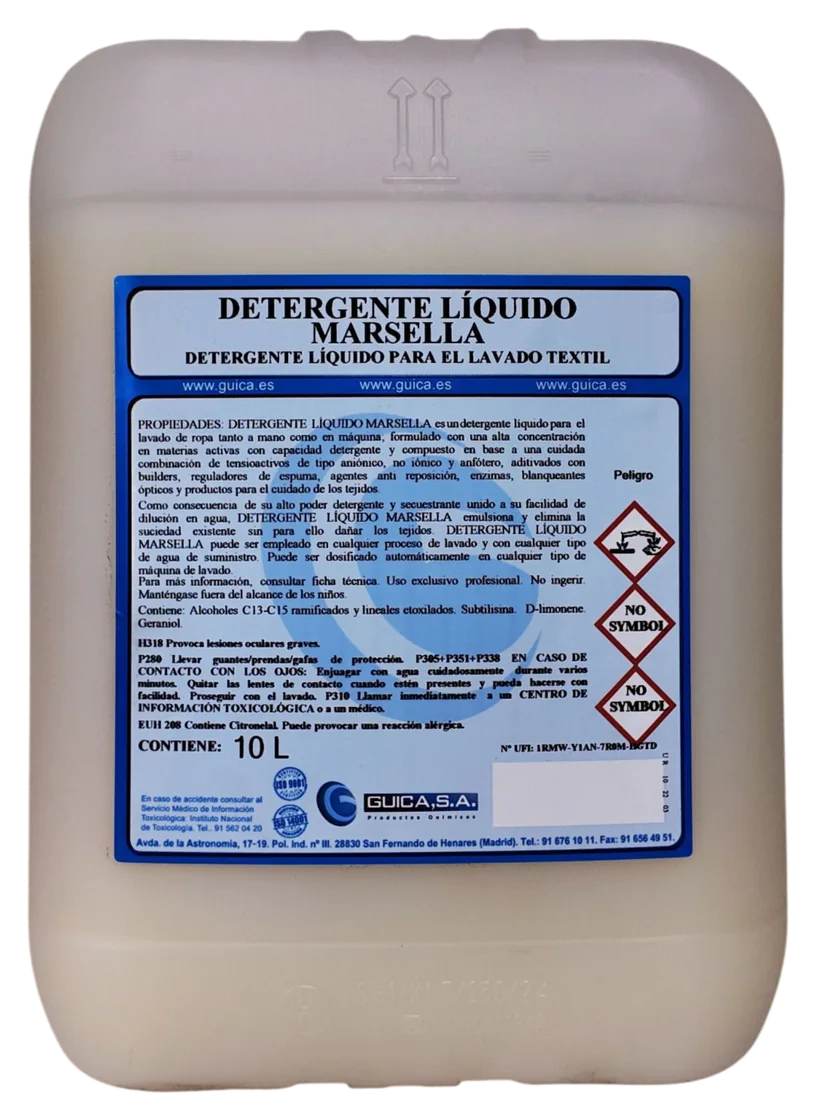 DETERGENTE LÍQUIDO
MARSELLA
DETERGENTE LÍQUIDO PARA EL LAVADO TEXTIL
www.guica.es www.guica.es www.guica.es
PROPIEDADES: DETERGENTE LÍQUIDO MARSELLA es un detergente líquido para el
lavado de ropa tanto a mano como en máquina, formulado con una alta concentración
en materias activas con capacidad detergente y compuesto en base a una cuidada
combinación de tensioactivos de tipo aniónico, no iónico y anfótero, aditivados con
builders, reguladores de espuma, agentes anti reposición, enzimas, blanqueantes
ópticos y productos para el cuidado de los tejidos.
Como consecuencia de su alto poder detergente y secuestrante unido a su facilidad de
dilución en agua, DETERGENTE LÍQUIDO MARSELLA emulsiona y elimina la
suciedad existente sin para ello dañar los tejidos. DETERGENTE LÍQUIDO
MARSELLA puede ser empleado en cualquier proceso de lavado y con cualquier tipo
de agua de suministro. Puede ser dosificado automáticamente en cualquier tipo de
máquina de lavado.
Para más información, consultar ficha técnica. Uso exclusivo profesional. No ingerir.
Manténgase fuera del alcance de los niños.
Contiene: Alcoholes C13-C15 ramificados y lineales etoxilados. Subtilisina. D-limonene.
Geraniol.
H318 Provoca lesiones oculares graves.
P280 Llevar guantes/prendas/gafas de protección. P305+P351+P338 EN CASO DE
CONTACTO CON LOS OJOS: Enjuagar con agua cuidadosamente durante varios
minutos. Quitar las lentes de contacto cuando estén presentes y pueda hacerse con
facilidad. Proseguir con el lavado. P310 Llamar inmediatamente a un CENTRO DE
INFORMACIÓN TOXICOLÓGICA o a un médico.
EUH 208 Contiene Citronelal. Puede provocar una reacción alérgica.
Peligro
NO
SYMBOL
NO
SYMBOL
CONTIENE: 10 L
Nº UFI: 1RMW-Y1AN-7R0M-
UR 10 22 03
En caso de accidente consultar al
Servicio Médico de Información
Toxicológica: Instituto Nacional
de Toxicología. Tel.. 91 562 04 20
ISO 9001
ISO 14001
GUICA, S.A.
Productos Químicos
Avda. de la Astronomía, 17-19. Pol. Ind. nº III. 28830 San Fernando de Henares (Madrid). Tel.: 91 676 10 11. Fax: 91 656 49 51.